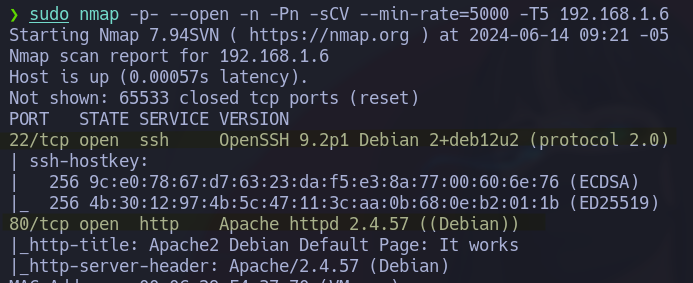 ❯ sudo nmap -p- --open -n -Pn -sCV --min-rate=5000 -T5 192.168.1.6
Starting Nmap 7.94SVN ( https://nmap.org ) at 2024-06-14 09:21 -05
Nmap scan report for 192.168.1.6
Host is up (0.00057s latency).
Not shown: 65533 closed tcp ports (reset)
PORT   STATE SERVICE VERSION
22/tcp open  ssh     OpenSSH 9.2p1 Debian 2+deb12u2 (protocol 2.0)
| ssh-hostkey:
|   256 9c:e0:78:67:d7:63:23:da:f5:e3:8a:77:00:60:6e:76 (ECDSA)
|_  256 4b:30:12:97:4b:5c:47:11:3c:aa:0b:68:0e:b2:01:1b (ED25519)
80/tcp open  http    Apache httpd 2.4.57 ((Debian))
|_http-title: Apache2 Debian Default Page: It works
|_http-server-header: Apache/2.4.57 (Debian)